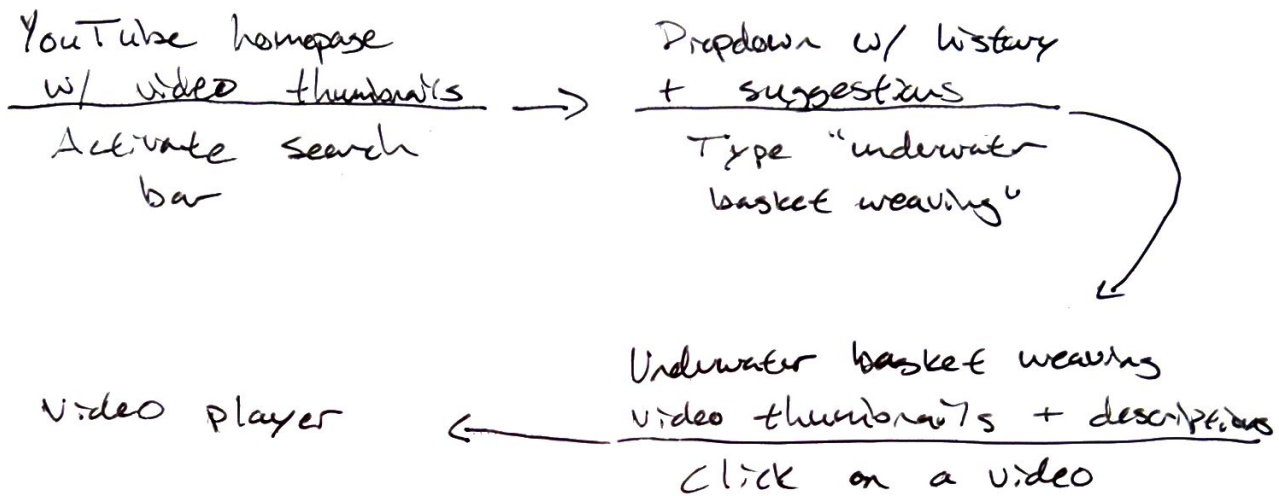 YouTube homepage
w/ video thumbnails
Activate search
bar
Dropdown w/ history
+ suggestions
Type "underwater
basket weaving"
Underwater basket weaving
video thumbnails + descriptions
Click on a video
video player